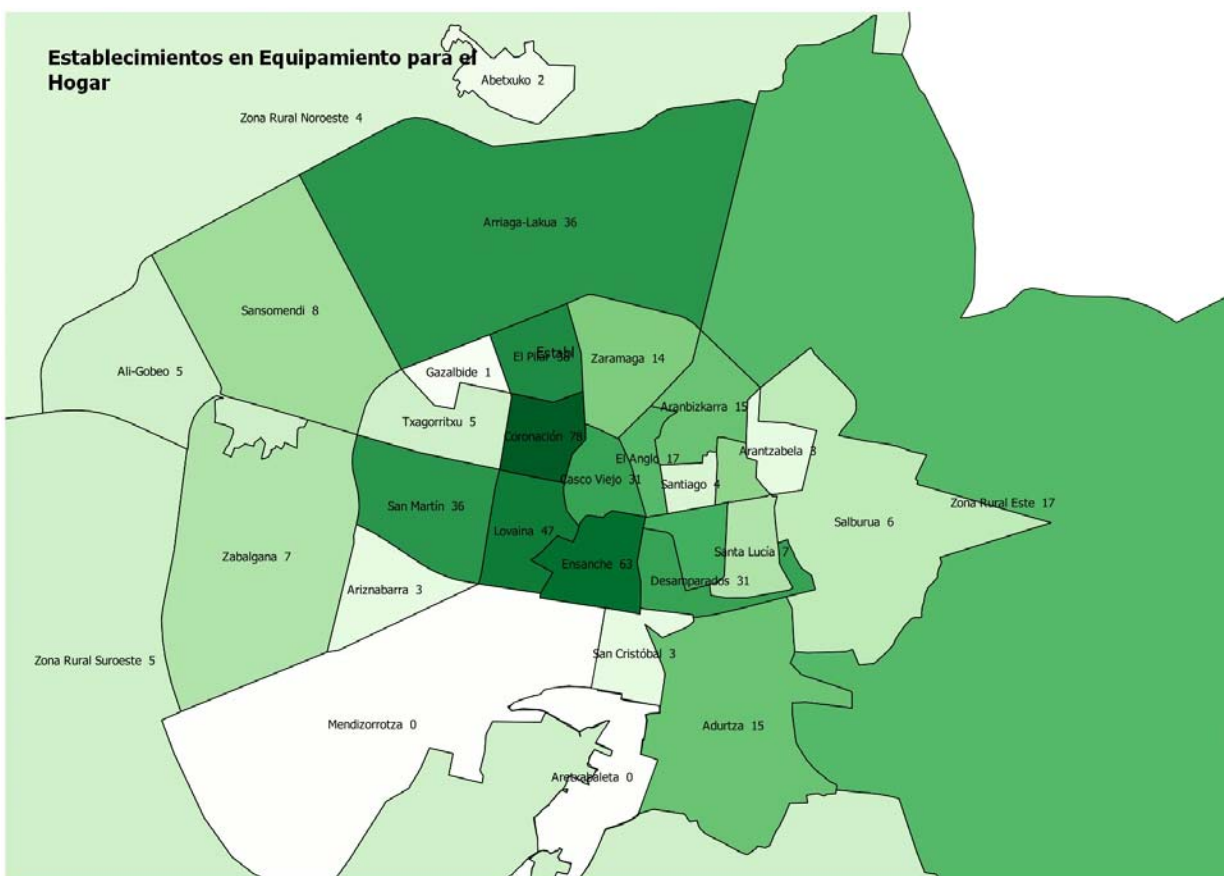 Establecimientos en Equipamiento para el
Hogar
Abetxuko 2
Zona Rural Noroeste 4
Arriaga-Lakua 36
Sansomendi 8
Establ
El Pilar
Zaramaga 14
Ali-Gobeo 5
Gazalbide 1
Aranbizkarra 15
Txagorritxu 5
Coronación 78
Arantzabela 3
El Anglo 17
Casco Viejo 31
Santiago 4
San Martín 36
Zona Rural Este 17
Salburua 6
Lovaina 47
Santa Lucía 7
Zabalgana 7
Ensanche 63
Desamparados 31
Ariznabarra 3
San Cristóbal 3
Zona Rural Suroeste 5
Mendizorrotza 0
Adurtza 15
Aretxabaleta 0